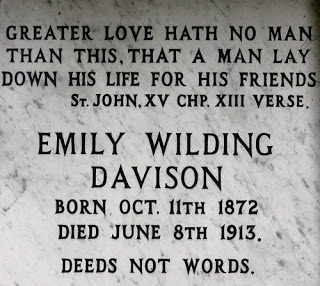 GREATER LOVE HATH NO MAN
THAN THIS, THAT A MAN LAY
DOWN HIS LIFE FOR HIS FRIENDS
ST. JOHN, XV CHP. XIII VERSE.
EMILY WILDING
DAVISON
BORN OCT. 11TH 1872
DIED JUNE 8TH 1913.
DEEDS NOT WORDS.